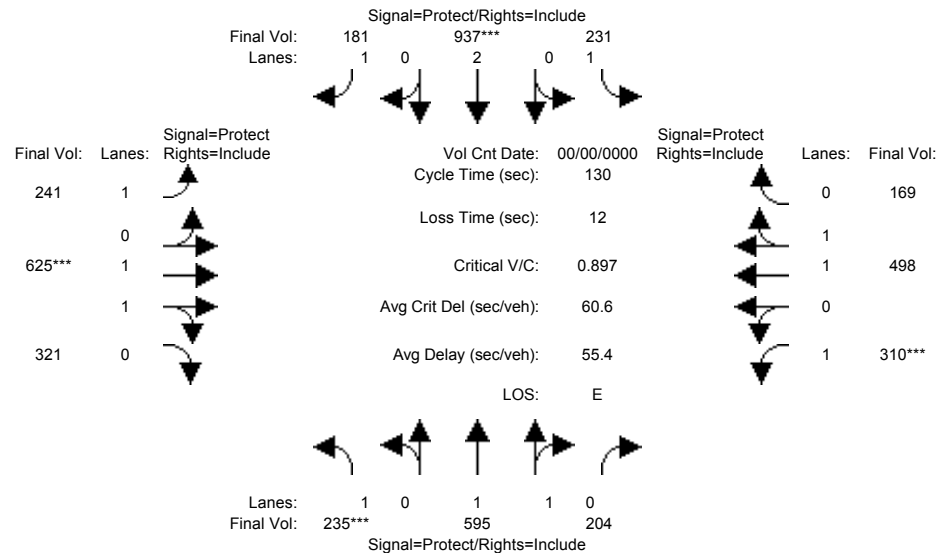 Signal=Protect/Rights=Include
Final Vol: 181 937*** 231
Lanes: 1 0 2 0 1
Signal=Protect Signal=Protect
Final Vol: Lanes: Rights=Include Vol Cnt Date: 00/00/0000 Rights=Include Lanes: Final Vol:
Cycle Time (sec): 130
241 1 0 169
Loss Time (sec): 12
0 1
625*** 1 Critical V/C: 0.897 1 498
1 Avg Crit Del (sec/veh): 60.6 0
321 0 Avg Delay (sec/veh): 55.4 1 310***
LOS: E
Lanes: 1 0 1 1 0
Final Vol: 235*** 595 204
Signal=Protect/Rights=Include